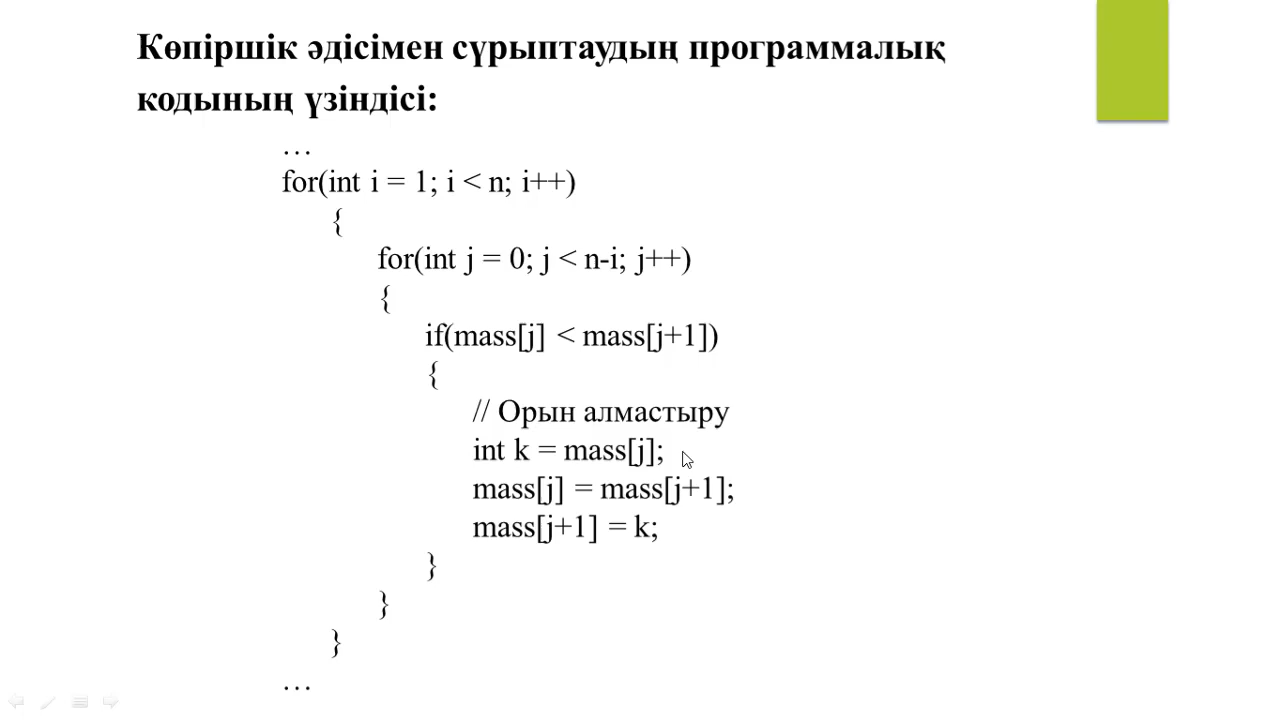 Көпіршік әдісімен сұрыптаудың программалық
кодының үзіндісі:
…
for(int i = 1; i < n; i++)
{
for(int j = 0; j < n-i; j++)
{
if(mass[j] < mass[j+1])
{
// Орын алмастыру
int k = mass[j];
mass[j] = mass[j+1];
mass[j+1] = k;
}
}
}
…